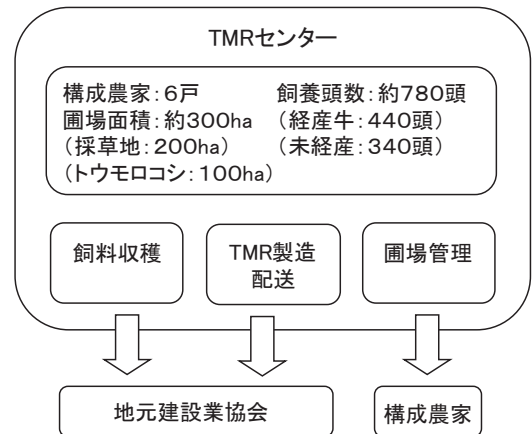 TMRセンター
構成農家:6戸　飼養頭数:約780頭
圃場面積:約300ha　(経産牛:440頭)
(採草地:200ha)　(未経産:340頭)
(トウモロコシ:100ha)
飼料収穫
TMR製造
配送
圃場管理
地元建設業協会
構成農家